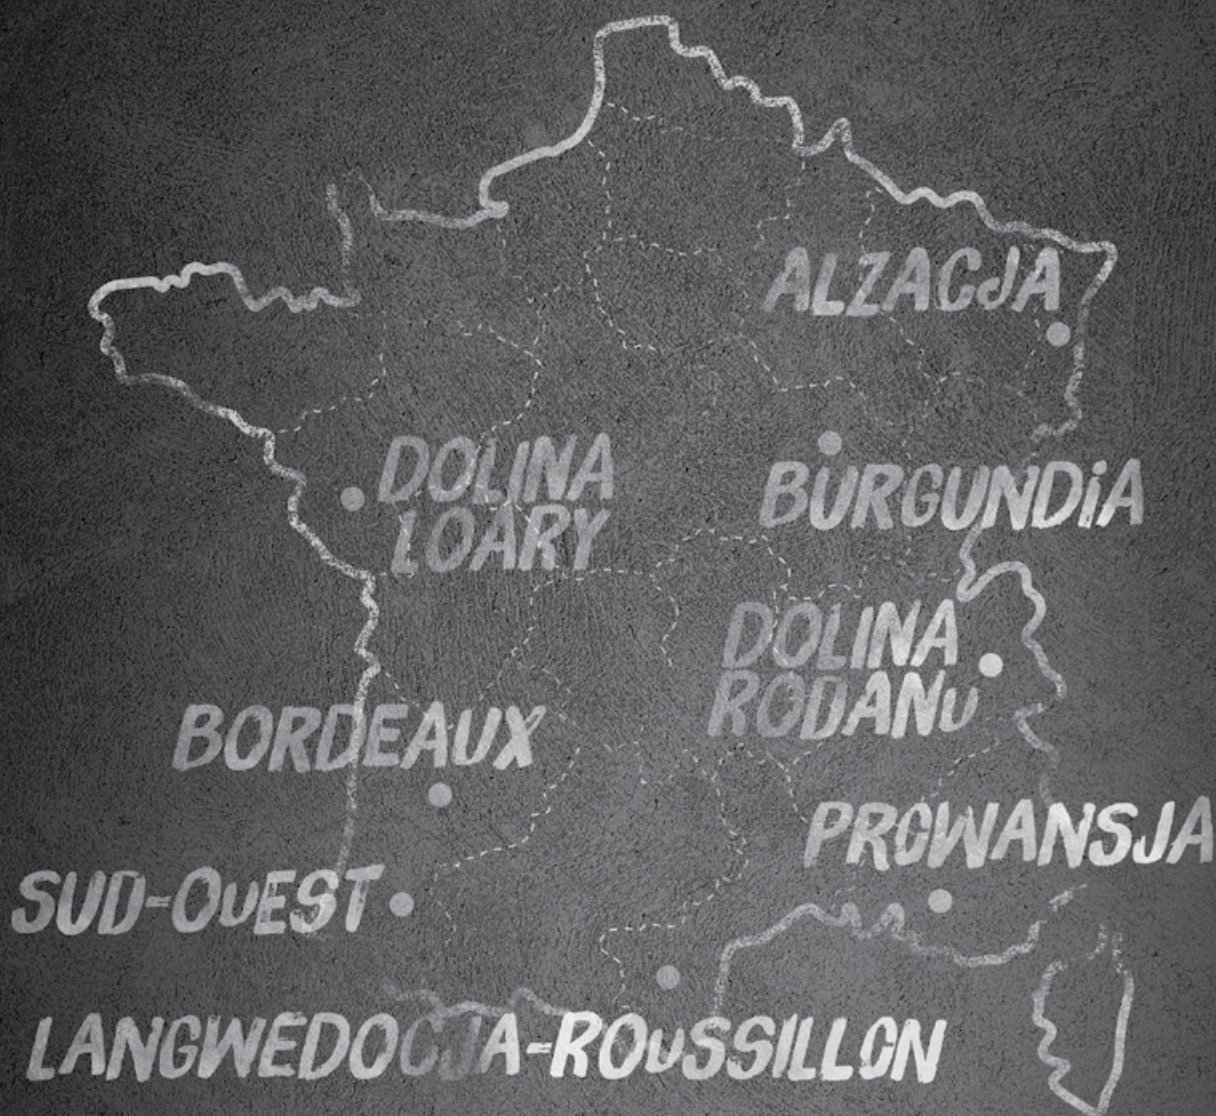 ALZACJA
DOLINA
LOARY
BURGUNDiA
DOLINA
RODANu
BORDEAUX
PROWANSJA
SUD-OuEST
LANGWEDOCJA-ROuSSILLON